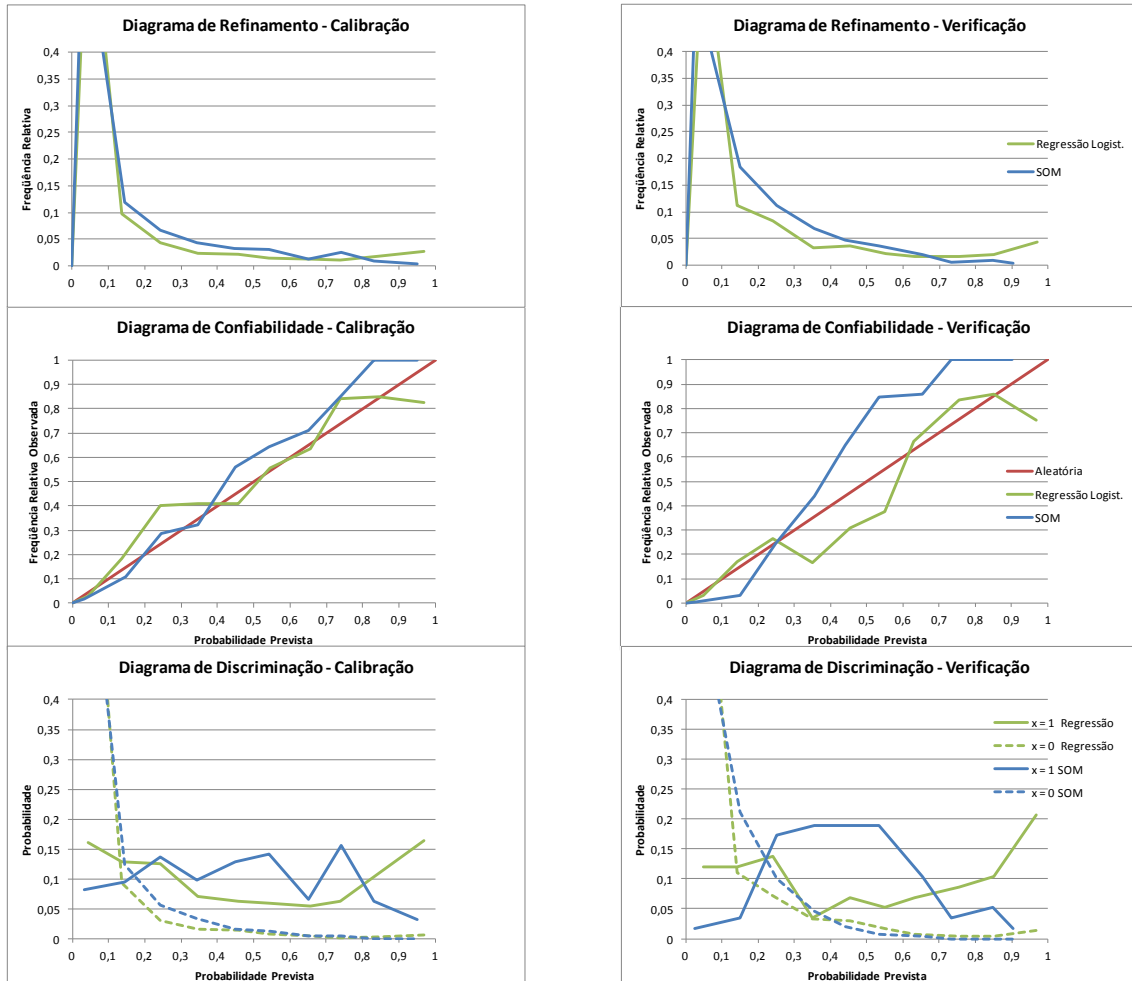 Diagrama de Refinamento - Calibração
0,4
0,35
0,3
0,25
0,2
0,15
0,1
0,05
0
Freqüência Relativa
0 0,1 0,2 0,3 0,4 0,5 0,6 0,7 0,8 0,9 1
Diagrama de Refinamento - Verificação
0,4
0,35
0,3
0,25
0,2
0,15
0,1
0,05
0
Freqüência Relativa
0 0,1 0,2 0,3 0,4 0,5 0,6 0,7 0,8 0,9 1
Regressão Logist.
SOM
Diagrama de Confiabilidade - Calibração
1
0,9
0,8
0,7
0,6
0,5
0,4
0,3
0,2
0,1
0
Freqüência Relativa Observada
0 0,1 0,2 0,3 0,4 0,5 0,6 0,7 0,8 0,9 1
Probabilidade Prevista
Diagrama de Confiabilidade - Verificação
1
0,9
0,8
0,7
0,6
0,5
0,4
0,3
0,2
0,1
0
Freqüência Relativa Observada
0 0,1 0,2 0,3 0,4 0,5 0,6 0,7 0,8 0,9 1
Probabilidade Prevista
Aleatória
Regressão Logist.
SOM
Diagrama de Discriminação - Calibração
0,4
0,35
0,3
0,25
0,2
0,15
0,1
0,05
0
Probabilidade
0 0,1 0,2 0,3 0,4 0,5 0,6 0,7 0,8 0,9 1
Probabilidade Prevista
Diagrama de Discriminação - Verificação
0,4
0,35
0,3
0,25
0,2
0,15
0,1
0,05
0
Probabilidade
0 0,1 0,2 0,3 0,4 0,5 0,6 0,7 0,8 0,9 1
Probabilidade Prevista
x = 1 Regressão
x = 0 Regressão
x = 1 SOM
x = 0 SOM